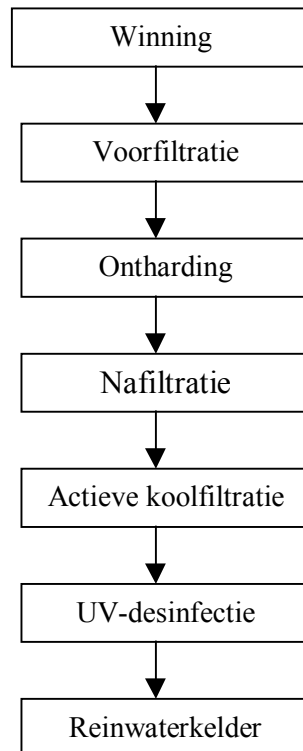 Winning
Voorfiltratie
Ontharding
Nafiltratie
Actieve koolfiltratie
UV-desinfectie
Reinwaterkelder